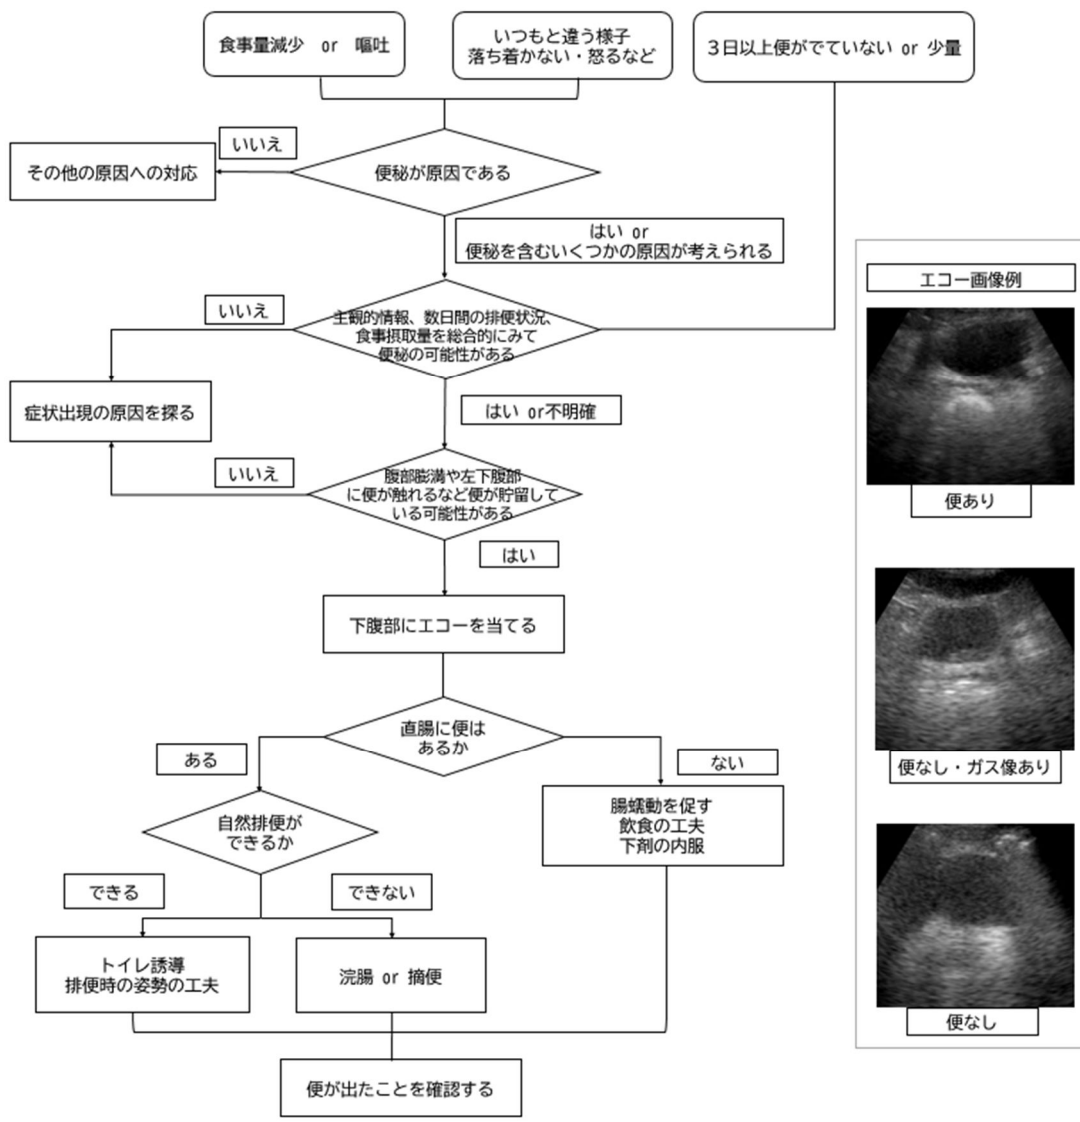 食事量減少 or 嘔吐
いつもと違う様子
落ち着かない・怒るなど
３日以上便がでていない or 少量
いいえ
その他の原因への対応
便秘が原因である
はい or
便秘を含むいくつかの原因が考えられる
いいえ
主観的情報、数日間の排便状況、
食事摂取量を総合的にみて
便秘の可能性がある
症状出現の原因を探る
はい or不明確
いいえ
腹部膨満や左下腹部
に便が触れるなど便が貯留して
いる可能性がある
はい
下腹部にエコーを当てる
直腸に便は
あるか
ある
ない
自然排便が
できるか
腸蠕動を促す
飲食の工夫
下剤の内服
できる
できない
トイレ誘導
排便時の姿勢の工夫
浣腸 or 摘便
便が出たことを確認する
エコー画像例
便あり
便なし・ガス像あり
便なし